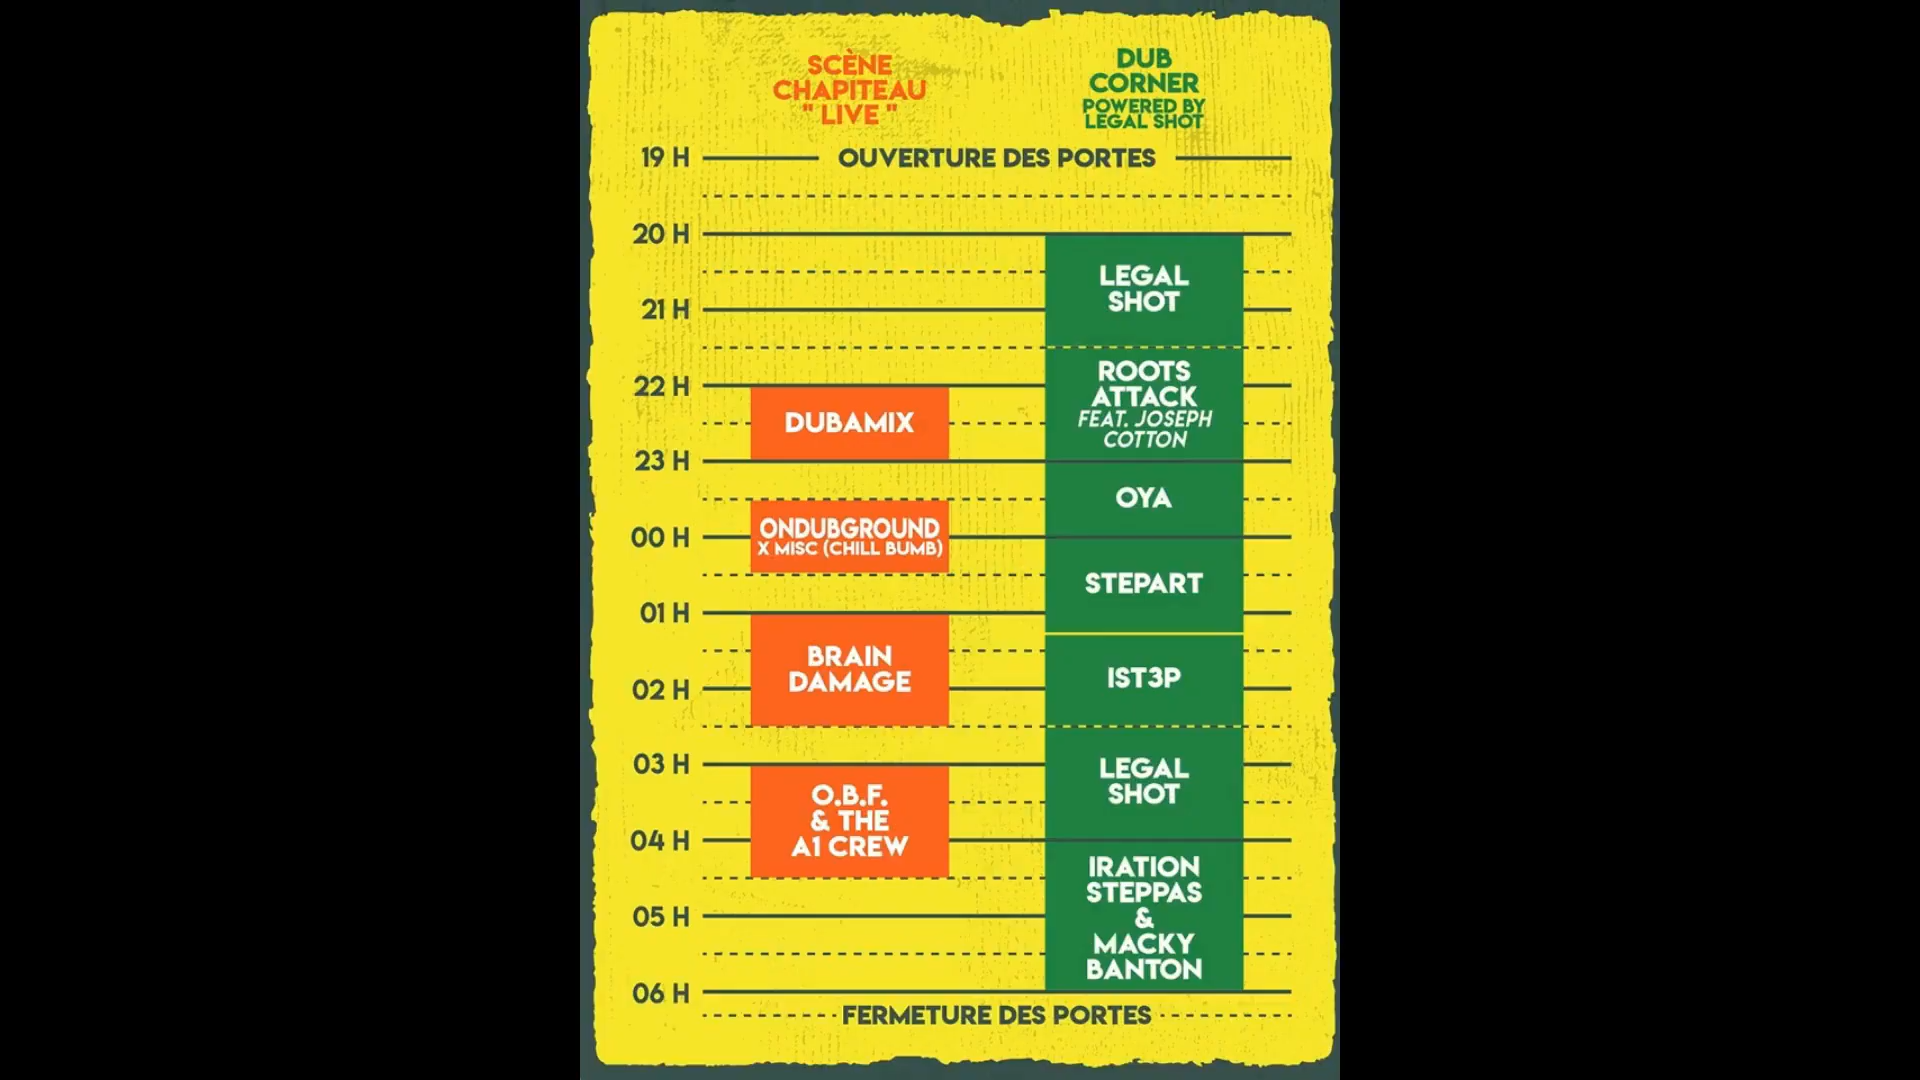 SCÈNE
CHAPITEAU
" LIVE "
DUB
CORNER
POWERED BY
LEGAL SHOT
19 H
OUVERTURE DES PORTES
20 H
LEGAL
SHOT
21 H
ROOTS
ATTACK
FEAT. JOSEPH
COTTON
22 H
DUBAMIX
23 H
OYA
ONDUBGROUND
X MISC (CHILL BUMB)
00 H
STEPART
01 H
BRAIN
DAMAGE
IST3P
02 H
03 H
LEGAL
SHOT
O.B.F.
& THE
A1 CREW
04 H
IRATION
STEPPAS
&
MACKY
BANTON
05 H
06 H
FERMETURE DES PORTES